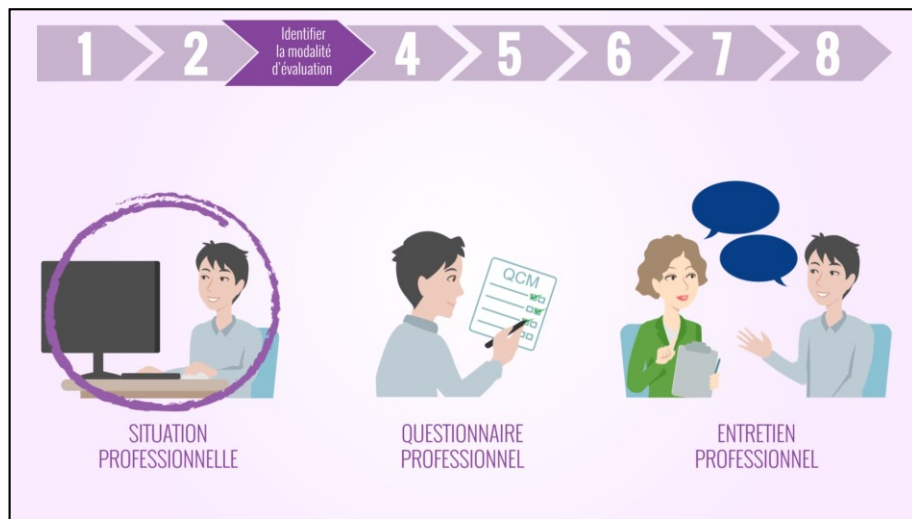 1
2
Identifier
la modalité
d'évaluation
4
5
6
7
8
QCM
SITUATION
PROFESSIONNELLE
QUESTIONNAIRE
PROFESSIONNEL
ENTRETIEN
PROFESSIONNEL